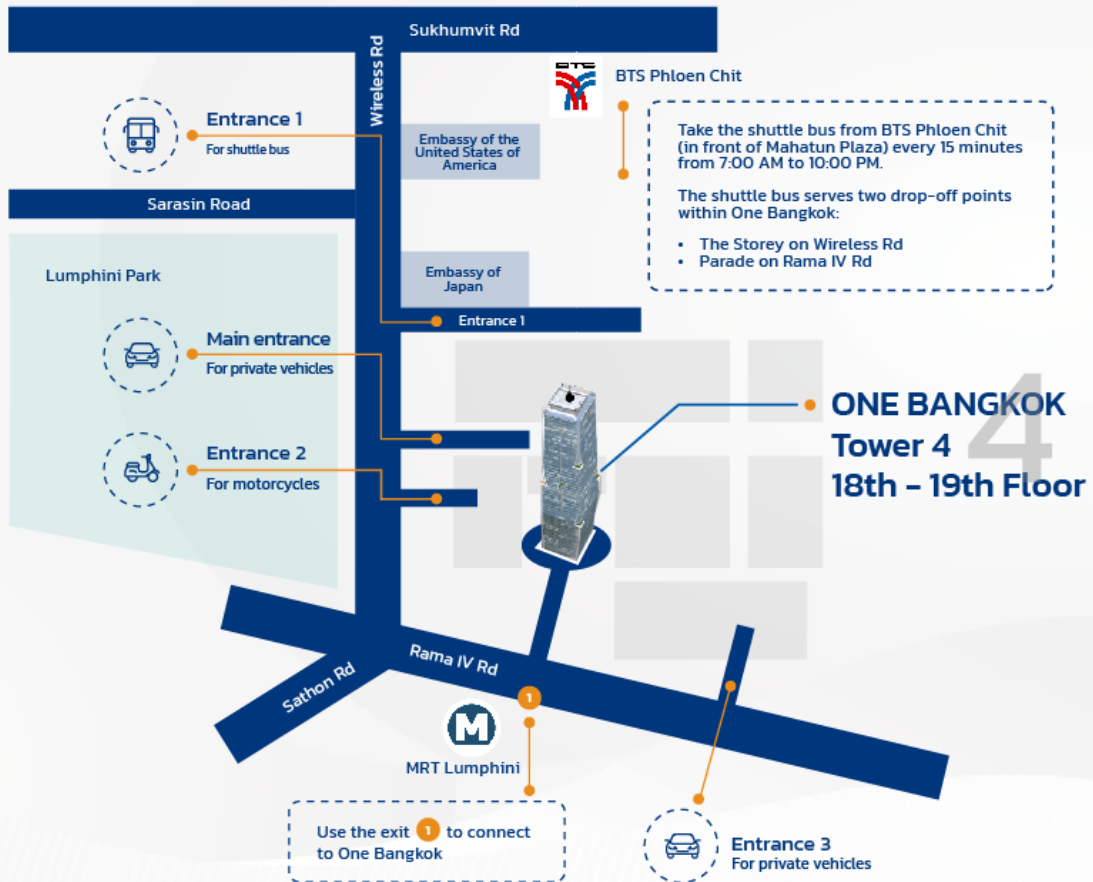 Sukhumvit Rd
Wireless Rd
BTS
BTS Phloen Chit
Entrance 1
For shuttle bus
Embassy of the
United States of
America
Take the shuttle bus from BTS Phloen Chit
(in front of Mahatun Plaza) every 15 minutes
from 7:00 AM to 10:00 PM.
The shuttle bus serves two drop-off points
within One Bangkok:
• The Storey on Wireless Rd
• Parade on Rama IV Rd
Sarasin Road
Lumphini Park
Embassy of
Japan
Entrance 1
Main entrance
For private vehicles
4
ONE BANGKOK
Tower 4
18th - 19th Floor
Entrance 2
For motorcycles
Rama IV Rd
Sathon Rd
1
M
MRT Lumphini
Use the exit 1 to connect
to One Bangkok
Entrance 3
For private vehicles